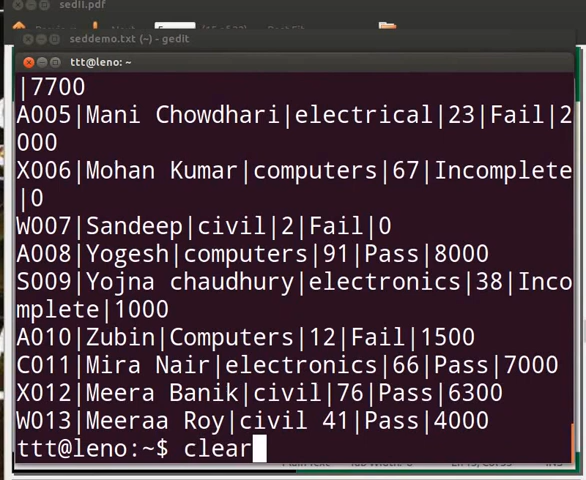 sedII.pdf
seddemo.txt (~) - gedit
ttt@leno: ~
|7700
A005|Mani Chowdhari|electrical|23|Fail|2
000
X006|Mohan Kumar|computers|67|Incomplete
|0
W007|Sandeep|civil|2|Fail|0
A008|Yogesh|computers|91|Pass|8000
S009|Yojna chaudhury|electronics|38|Inco
mplete|1000
A010|Zubin|Computers|12|Fail|1500
C011|Mira Nair|electronics|66|Pass|7000
X012|Meera Banik|civil|76|Pass|6300
W013|Meeraa Roy|civil 41|Pass|4000
ttt@leno:~$ clear